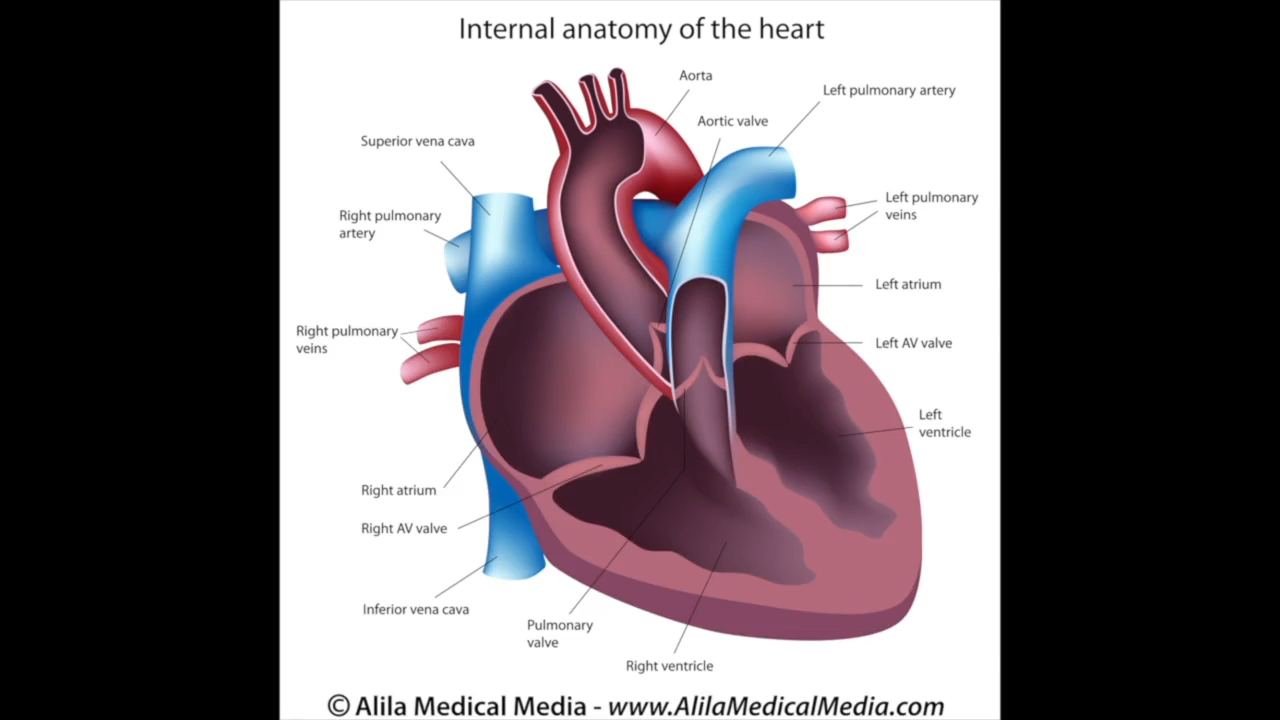 Internal anatomy of the heart
Aorta
Left pulmonary artery
Aortic valve
Superior vena cava
Left pulmonary
veins
Right pulmonary
artery
Left atrium
Right pulmonary
veins
Left AV valve
Left
ventricle
Right atrium
Right AV valve
Inferior vena cava
Pulmonary
valve
Right ventricle
© Alila Medical Media - www.AlilaMedicalMedia.com